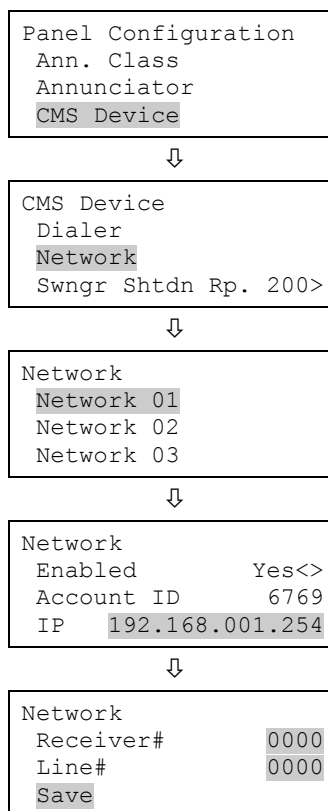 Panel Configuration
Ann. Class
Annunciator
CMS Device
⇩
CMS Device
Dialer
Network
Swngr Shtdn Rp. 200>
⇩
Network
Network 01
Network 02
Network 03
⇩
Network
Enabled Yes<>
Account ID 6769
IP 192.168.001.254
⇩
Network
Receiver# 0000
Line# 0000
Save